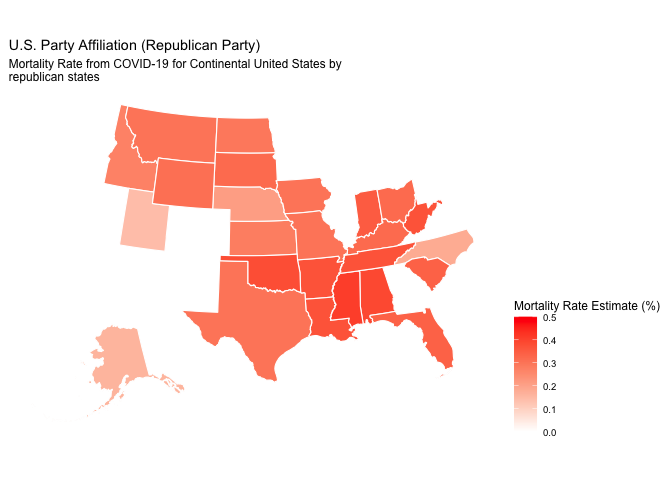 U.S. Party Affiliation (Republican Party)
Mortality Rate from COVID-19 for Continental United States by
republican states
Mortality Rate Estimate (%)
0.5
0.4
0.3
0.2
0.1
0.0